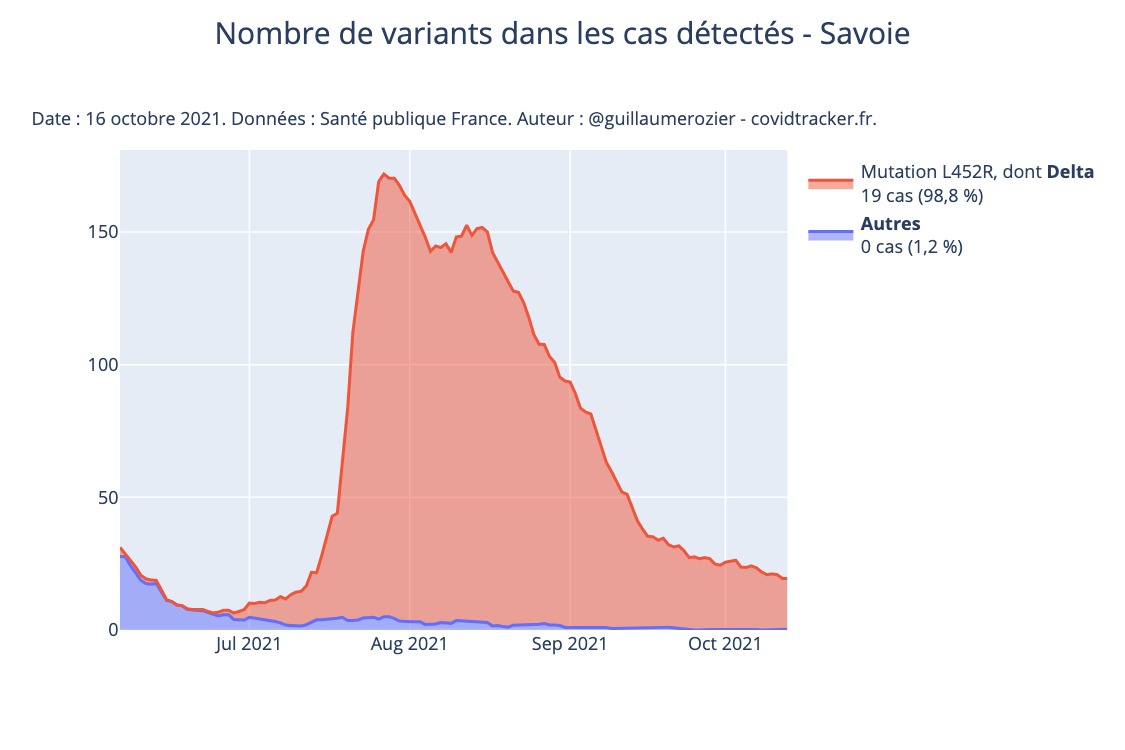 Nombre de variants dans les cas détectés - Savoie
Date : 16 octobre 2021. Données : Santé publique France. Auteur : @guillaumerozier - covidtracker.fr.
Mutation L452R, dont Delta
19 cas (98,8 %)
Autres
0 cas (1,2 %)
150
100
50
0
Jul 2021
Aug 2021
Sep 2021
Oct 2021